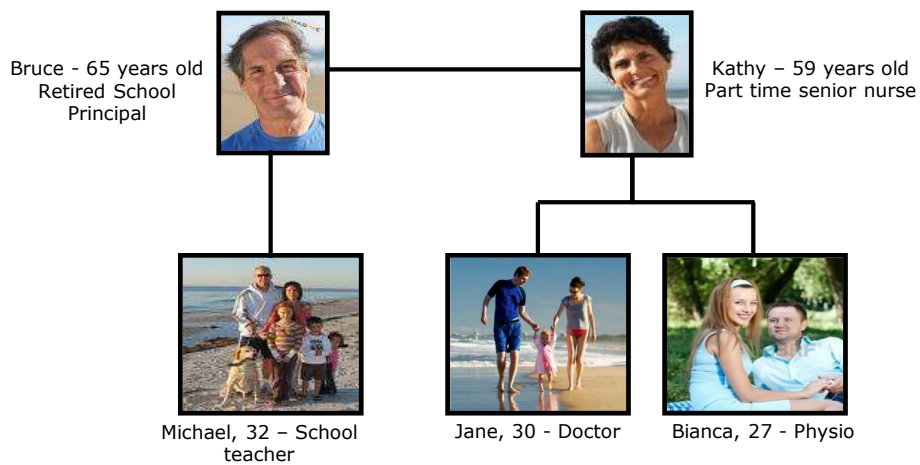 Bruce - 65 years old
Retired School
Principal
Kathy – 59 years old
Part time senior nurse
Michael, 32 – School
teacher
Jane, 30 - Doctor
Bianca, 27 - Physio